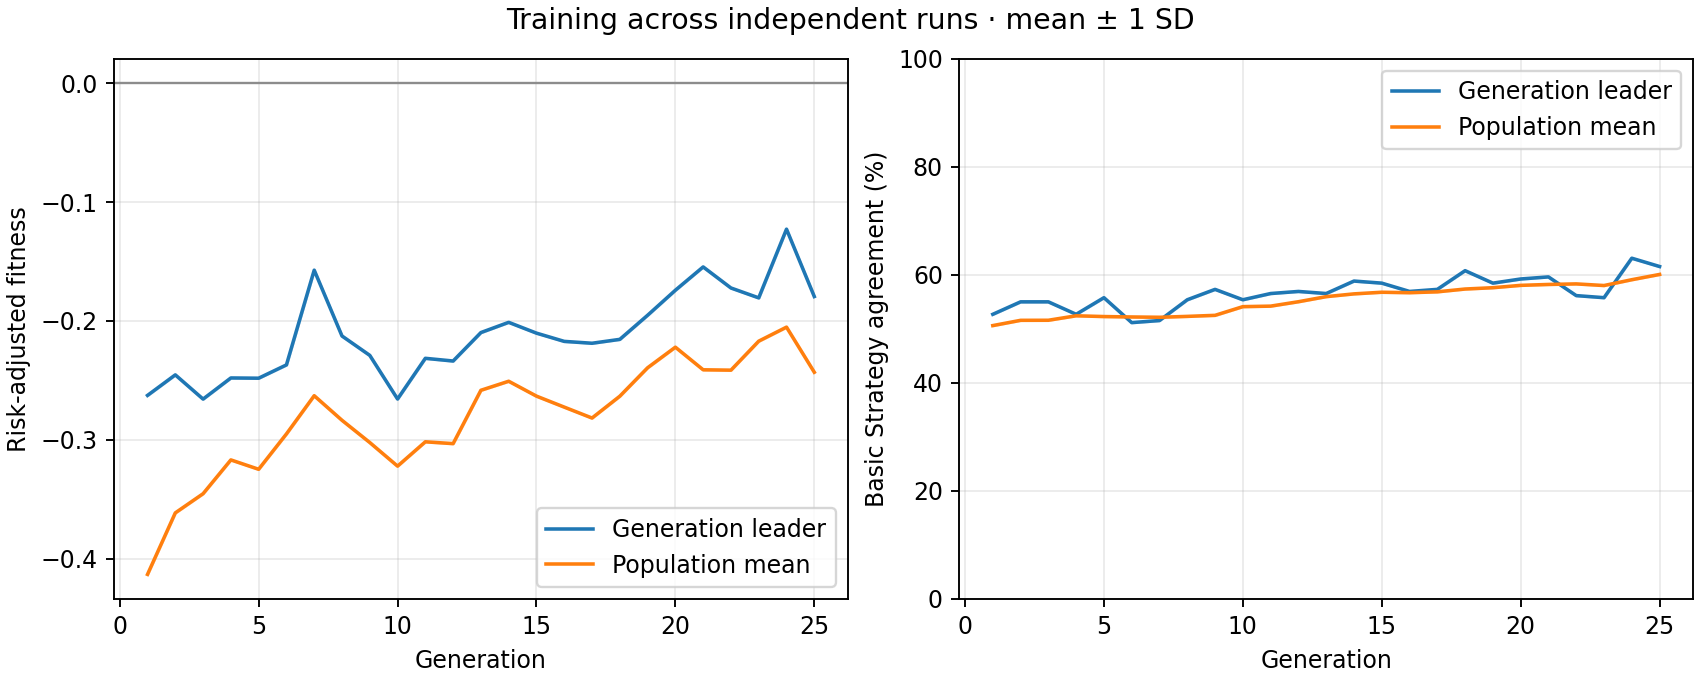 Training across independent runs · mean ± 1 SD
Risk-adjusted fitness
0.0
−0.1
−0.2
−0.3
−0.4
Generation leader
Population mean
0
5
10
15
20
25
Generation
Basic Strategy agreement (%)
100
80
60
40
20
0
Generation leader
Population mean
0
5
10
15
20
25
Generation